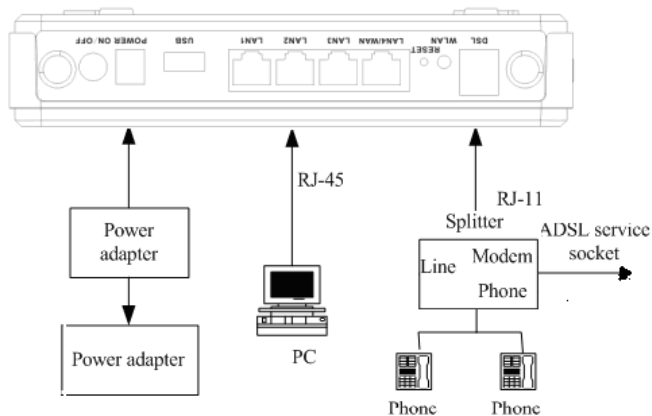 ON/OFF
POWER
USB
LAN1
LAN2
LAN3
LAN4/WAN
RESET
WLAN
DSL
RJ-45
RJ-11
Splitter
ADSL service
socket
Power
adapter
Line
Modem
Phone
Power adapter
PC
Phone
Phone